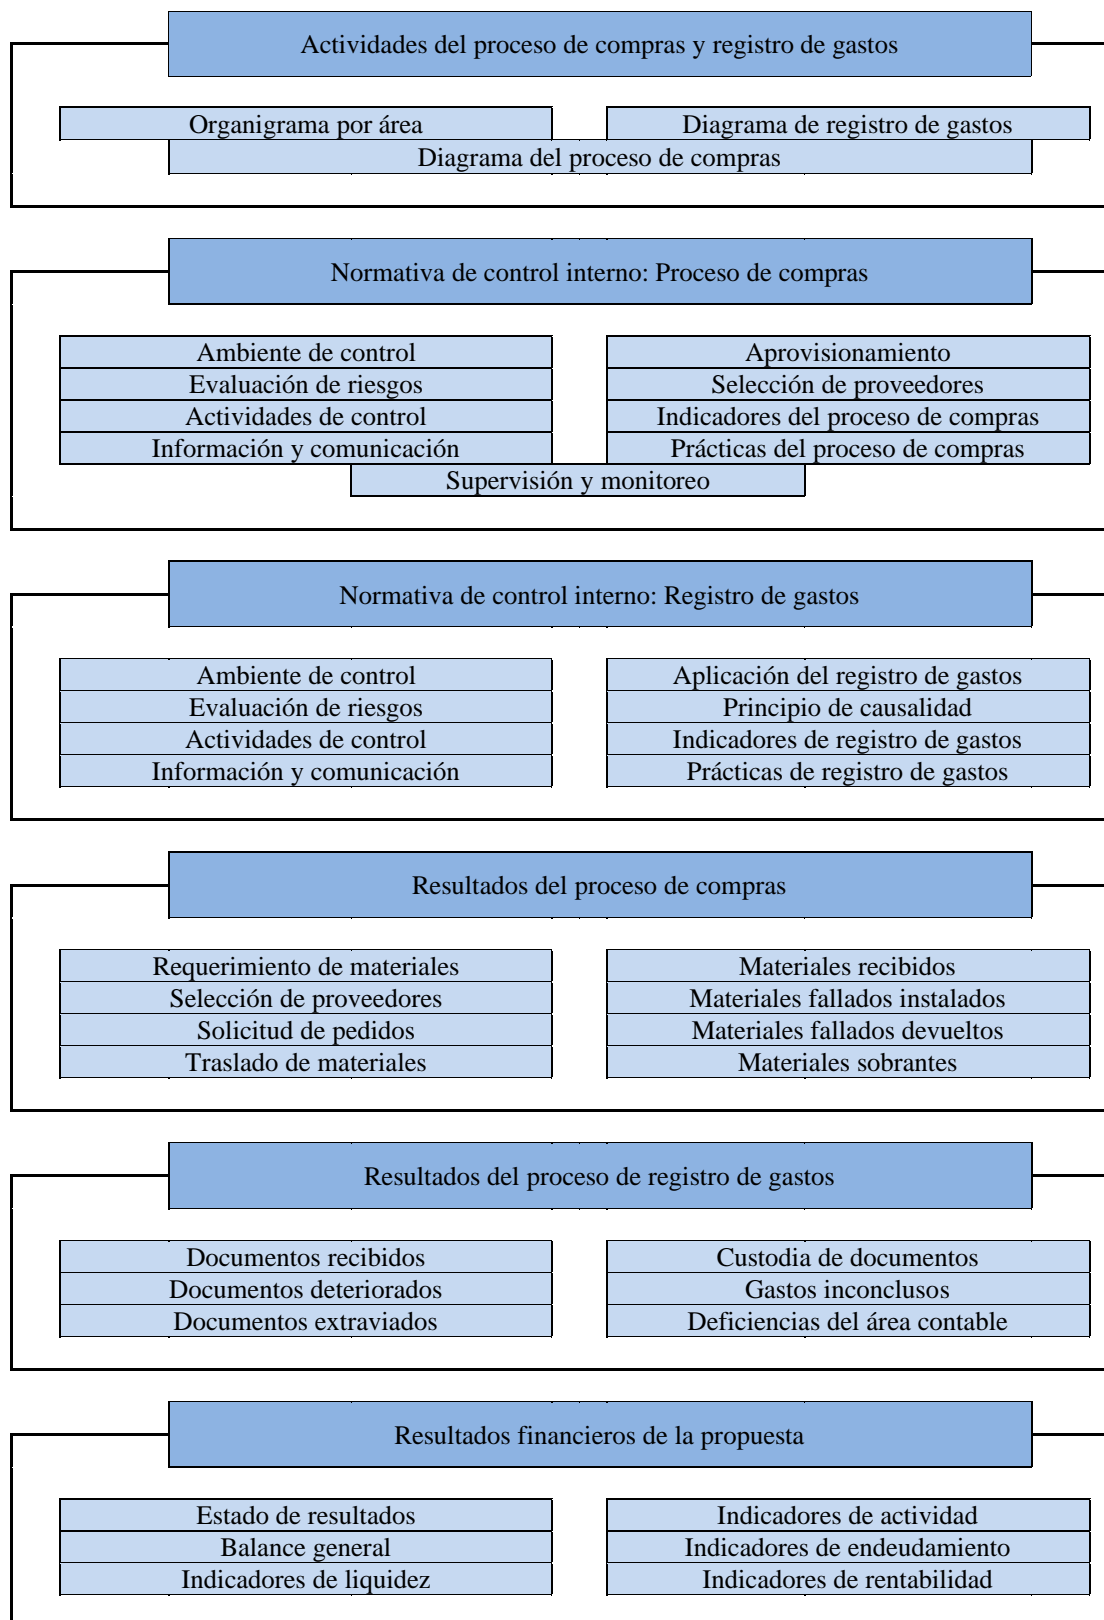 Actividades del proceso de compras y registro de gastos
Organigrama por área
Diagrama de registro de gastos
Diagrama del proceso de compras
Normativa de control interno: Proceso de compras
Ambiente de control
Aprovisionamiento
Evaluación de riesgos
Selección de proveedores
Actividades de control
Indicadores del proceso de compras
Información y comunicación
Prácticas del proceso de compras
Supervisión y monitoreo
Normativa de control interno: Registro de gastos
Ambiente de control
Aplicación del registro de gastos
Evaluación de riesgos
Principio de causalidad
Actividades de control
Indicadores de registro de gastos
Información y comunicación
Prácticas de registro de gastos
Resultados del proceso de compras
Requerimiento de materiales
Materiales recibidos
Selección de proveedores
Materiales fallados instalados
Solicitud de pedidos
Materiales fallados devueltos
Traslado de materiales
Materiales sobrantes
Resultados del proceso de registro de gastos
Documentos recibidos
Custodia de documentos
Documentos deteriorados
Gastos inconclusos
Documentos extraviados
Deficiencias del área contable
Resultados financieros de la propuesta
Estado de resultados
Indicadores de actividad
Balance general
Indicadores de endeudamiento
Indicadores de liquidez
Indicadores de rentabilidad